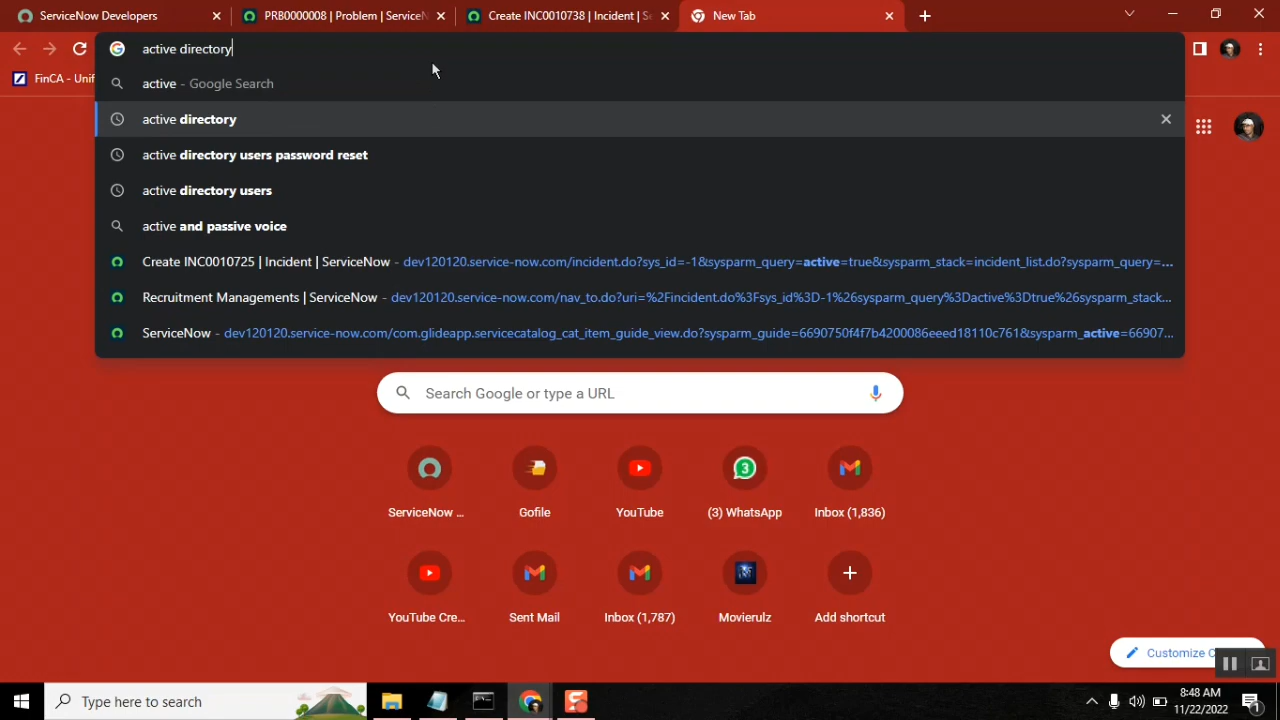 ServiceNow Developers
PRB0000008 | Problem | Service
Create INC0010738 | Incident | Se
New Tab
active directory
FinCA - Unif
active - Google Search
active directory
active directory users password reset
active directory users
active and passive voice
Create INC0010725 | Incident | ServiceNow - dev120120.service-now.com/incident.do?sys_id=-1&sysparm_query=active=true&sysparm_stack=incident_list.do?sysparm_query=...
Recruitment Managements | ServiceNow - dev120120.service-now.com/nav_to.do?uri=%2Fincident.do%3Fsys_id%3D-1%26sysparm_query%3Dactive%3Dtrue%26sysparm_stack...
ServiceNow - dev120120.service-now.com/com.glideapp.servicecatalog_cat_item_guide_view.do?sysparm_guide=6690750f4f7b4200086eeed18110c761&sysparm_active=66907...
Search Google or type a URL
3
ServiceNow ...
Gofile
YouTube
(3) WhatsApp
Inbox (1,836)
YouTube Cre...
Sent Mail
Inbox (1,787)
Movierulz
Add shortcut
Customize C
Type here to search
8:48 AM
11/22/2022
1